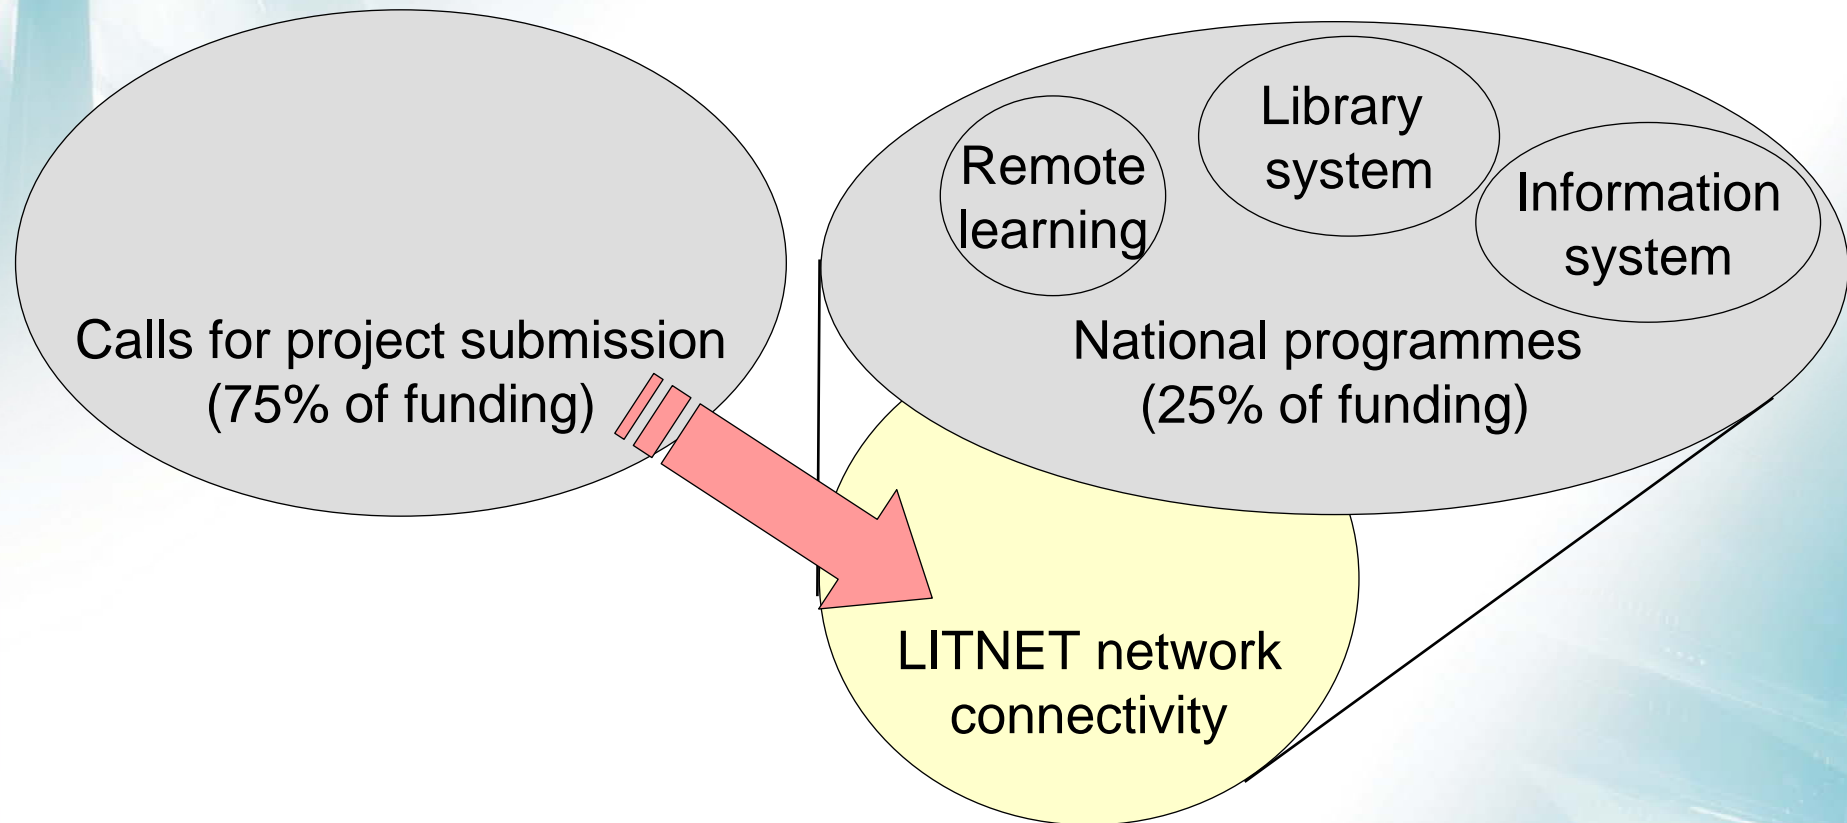 Calls for project submission
(75% of funding)
Remote
learning
Library
system
Information
system
National programmes
(25% of funding)
LITNET network
connectivity